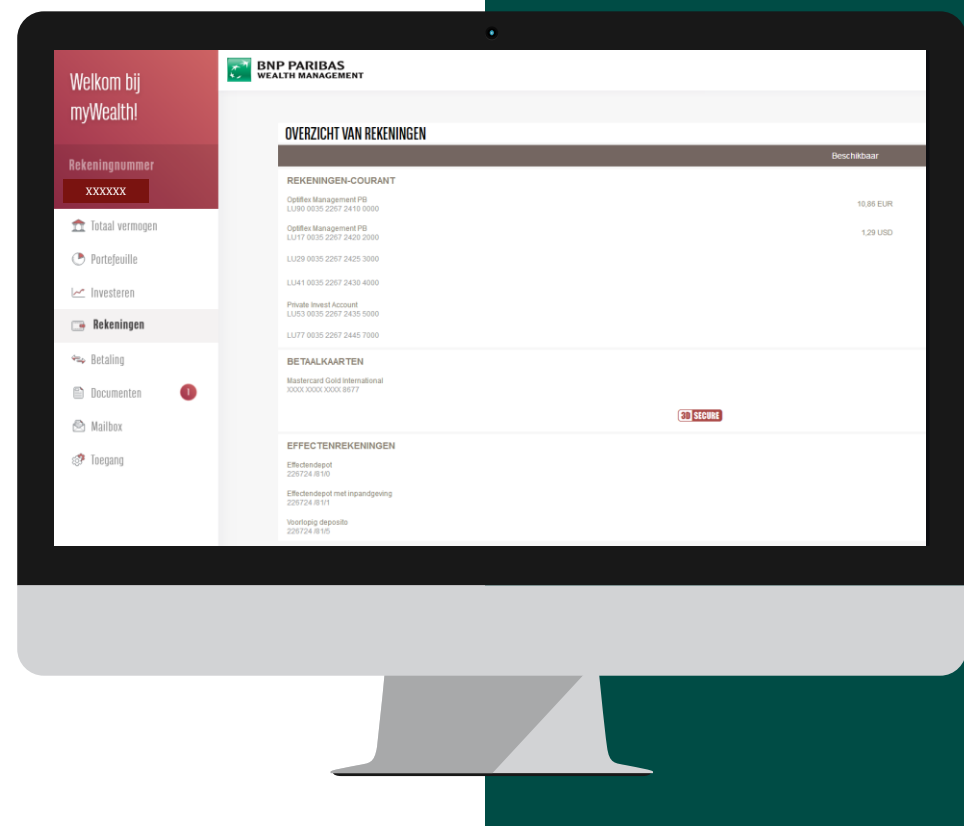 Welkom bij
myWealth!
Rekeningnummer
XXXXXX
Totaal vermogen
Portefeuille
Investeren
Rekeningen
Betaling
Documenten 1
Mailbox
Toegang
BNP PARIBAS
WEALTH MANAGEMENT
OVERZICHT VAN REKENINGEN
Beschikbaar
REKENINGEN-COURANT
Optiflex Management PB
LU90 0035 2267 2410 0000 10,86 EUR
Optiflex Management PB
LU17 0035 2267 2420 2000 1,29 USD
LU29 0035 2267 2425 3000
LU41 0035 2267 2430 4000
Private Invest Account
LU53 0035 2267 2435 5000
LU77 0035 2267 2445 7000
BETAALKAARTEN
Mastercard Gold International
XXXX XXXX XXXX 8677
3D SECURE
EFFECTENREKENINGEN
Effectendepot
226724 /81/0
Effectendepot met inpandgeving
226724 /81/1
Voorlopig deposito
226724 /81/5